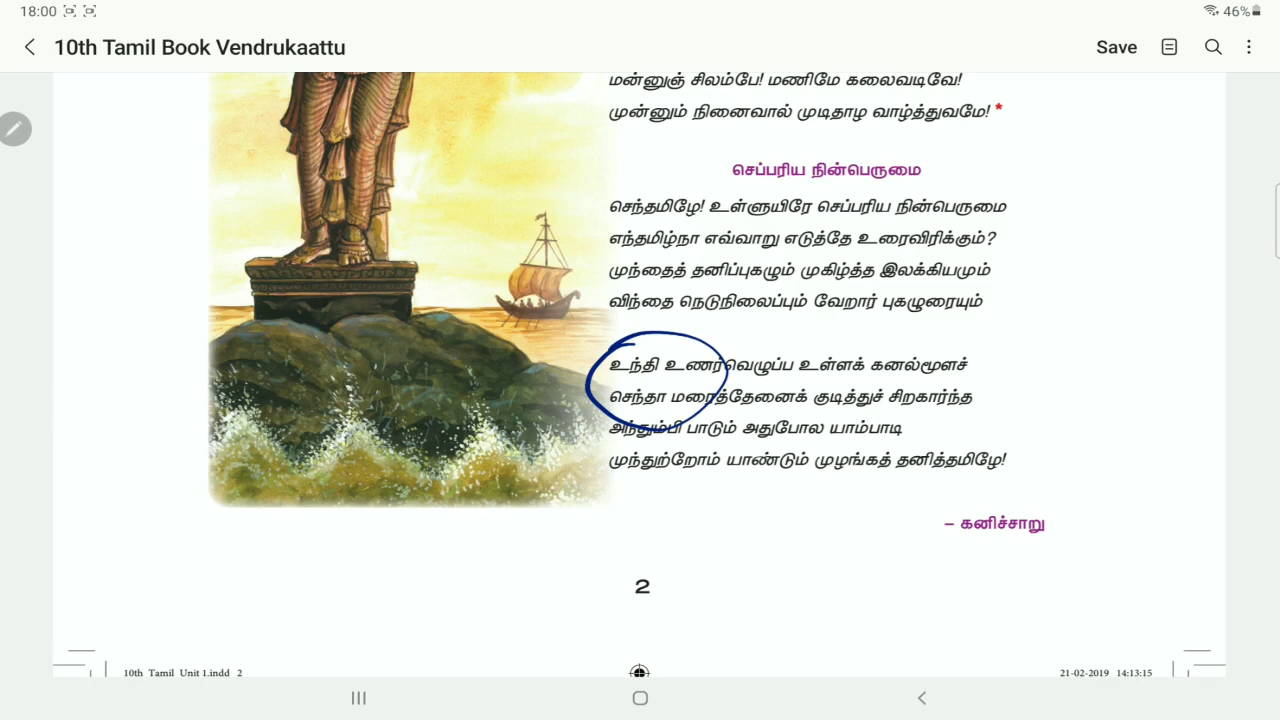 18:00
46%
10th Tamil Book Vendrukaattu
Save
மன்னுஞ் சிலம்பே! மணிமே கலைவடிவே!
முன்னும் நினைவால் முடிதாழ வாழ்த்துவமே! *
செப்பரிய நின்பெருமை
செந்தமிழே! உள்ளுயிரே செப்பரிய நின்பெருமை
எந்தமிழ்நா எவ்வாறு எடுத்தே உரைவிரிக்கும்?
முந்தைத் தனிப்புகழும் முகிழ்த்த இலக்கியமும்
விந்தை நெடுநிலைப்பும் வேறார் புகழுரையும்
உந்தி உணர்வெழுப்ப உள்ளக் கனல்மூளச்
செந்தா மரைத்தேனைக் குடித்துச் சிறகார்ந்த
அந்தும்பி பாடும் அதுபோல யாம்பாடி
முந்துற்றோம் யாண்டும் முழங்கத் தனித்தமிழே!
– கனிச்சாறு
2
10th Tamil Unit 1.indd 2
21-02-2019 14:13:15